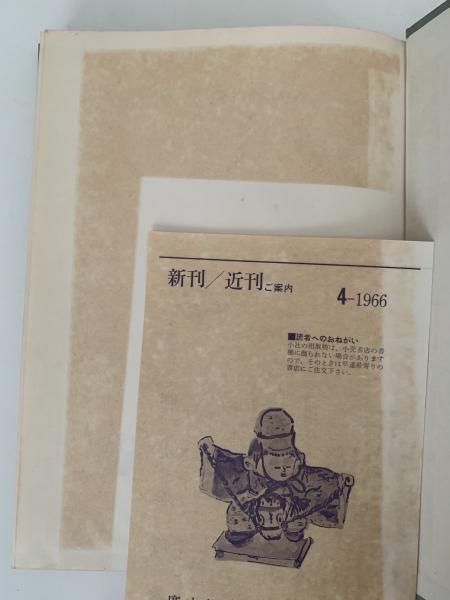 新刊／近刊ご案内
4-1966
■読者へのおねがい
小社の出版物は、小売書店の書
棚に飾られない場合があります
ので、そのときは早速最寄りの
書店にご注文下さい。